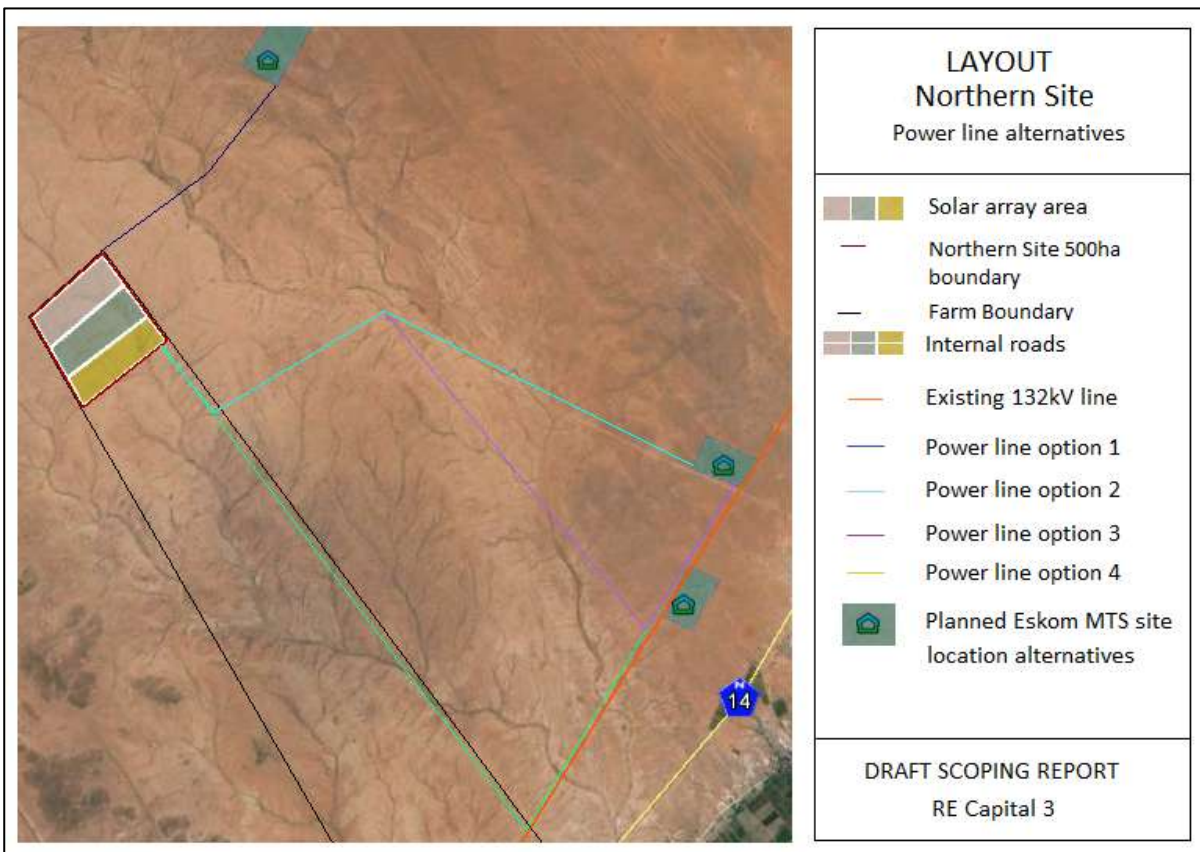 LAYOUT
Northern Site
Power line alternatives
Solar array area
Northern Site 500ha
boundary
Farm Boundary
Internal roads
Existing 132kV line
Power line option 1
Power line option 2
Power line option 3
Power line option 4
Planned Eskom MTS site
location alternatives
N
14
DRAFT SCOPING REPORT
RE Capital 3